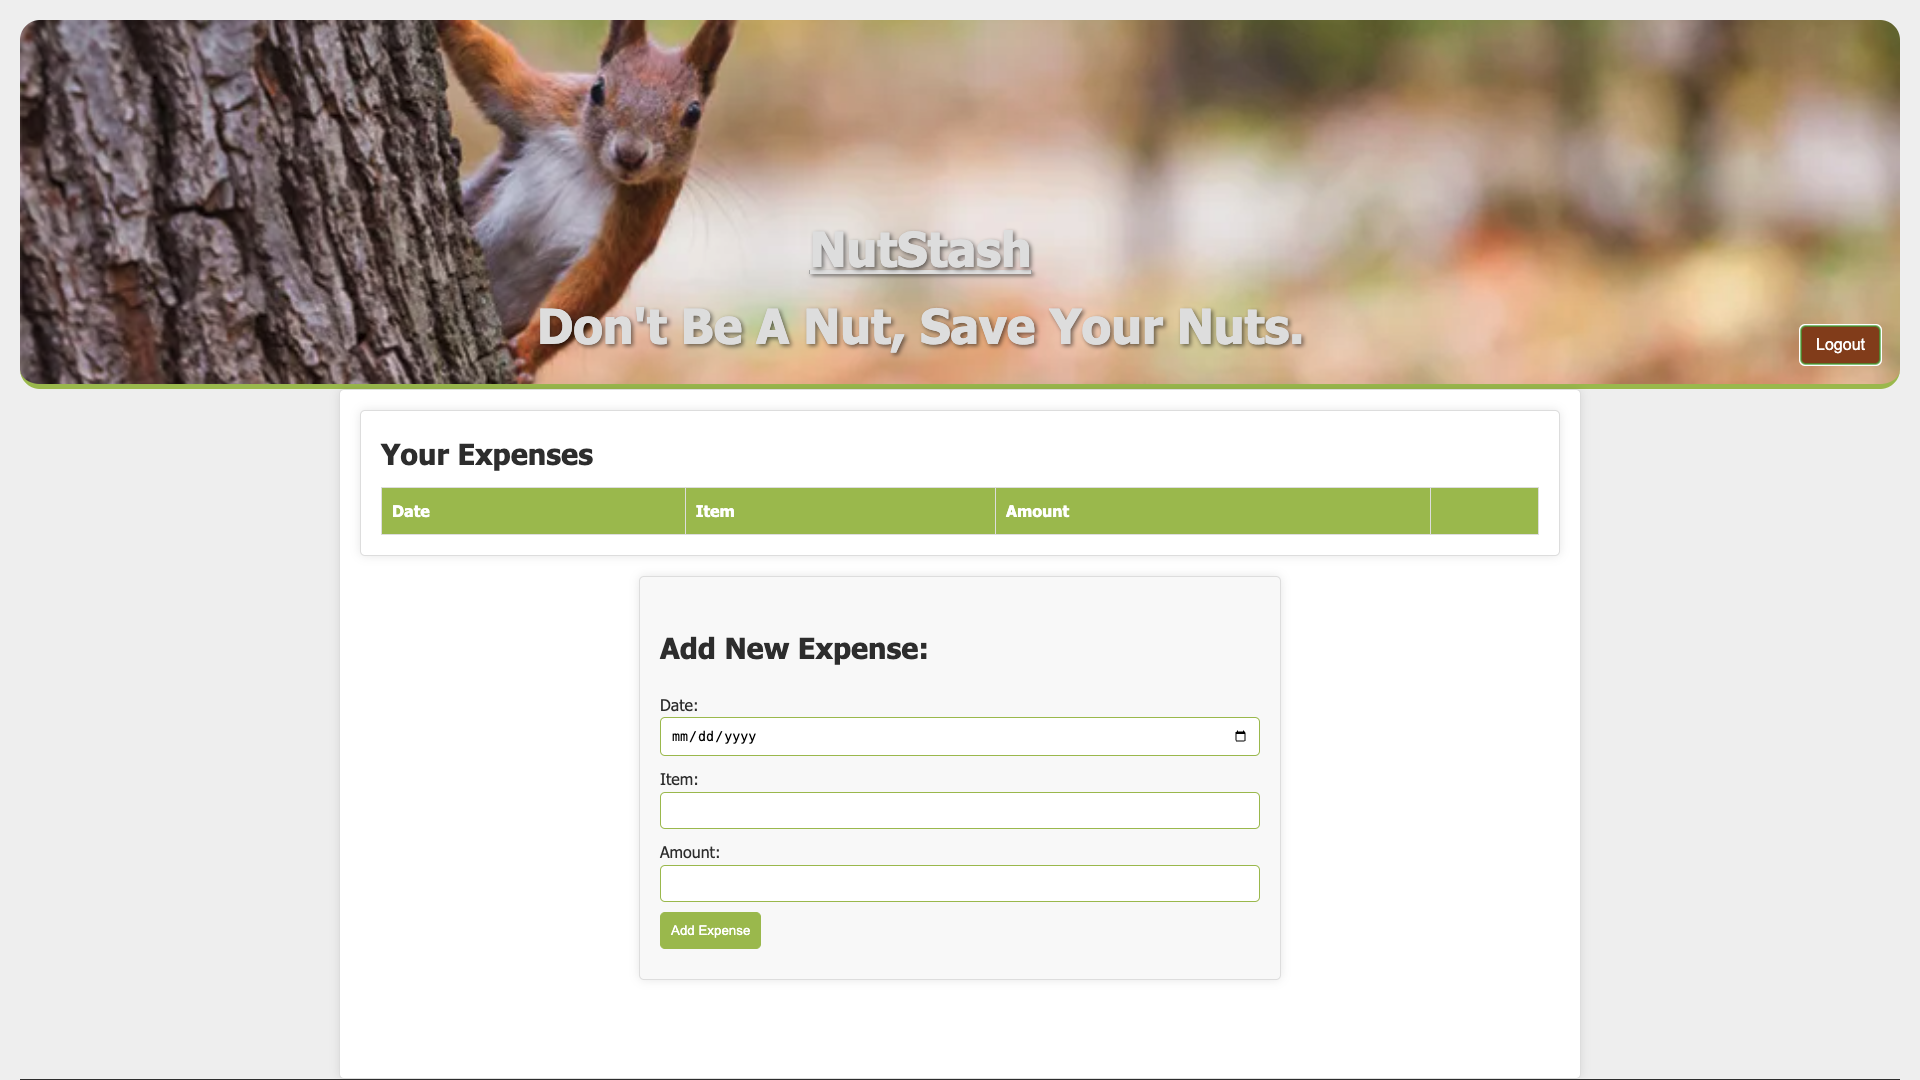 NutStash
Don't Be A Nut, Save Your Nuts.
Logout
Your Expenses
Date Item Amount
Add New Expense:
Date:
mm/dd/yyyy
Item:
Amount:
Add Expense